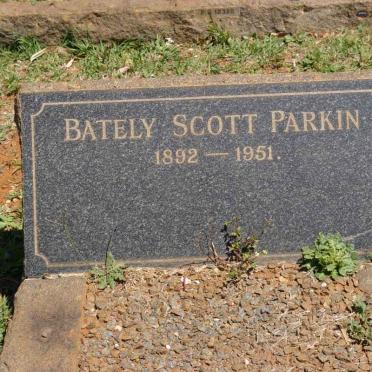 BATELY SCOTT PARKIN
1892 — 1951.